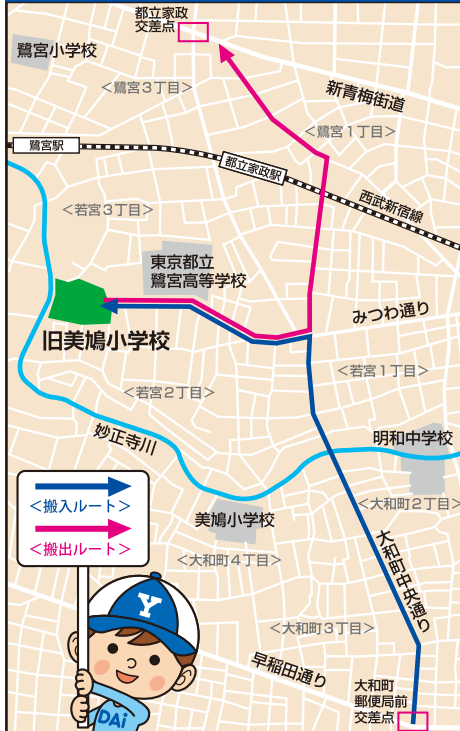 都立家政
交差点
鷺宮小学校
＜鷺宮３丁目＞
新青梅街道
＜鷺宮１丁目＞
鷺宮駅
都立家政駅
西武新宿線
＜若宮３丁目＞
東京都立
鷺宮高等学校
みつわ通り
旧美鳩小学校
＜若宮１丁目＞
＜若宮２丁目＞
妙正寺川
明和中学校
＜搬入ルート＞
＜搬出ルート＞
＜大和町２丁目＞
美鳩小学校
大和町中央通り
＜大和町４丁目＞
＜大和町３丁目＞
早稲田通り
大和町
郵便局前
交差点
Y
DAi